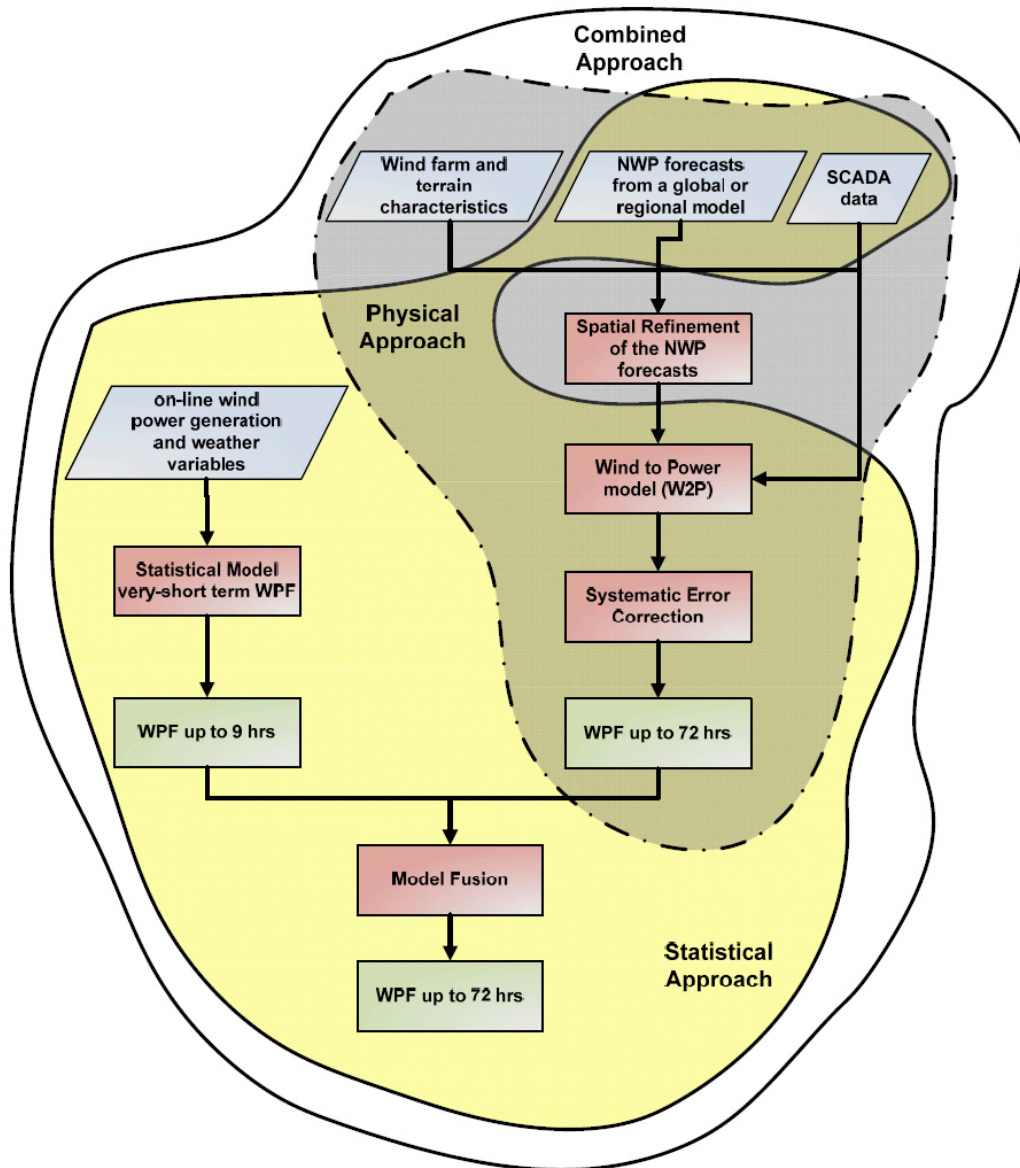 Combined
Approach
Wind farm and
terrain
characteristics
NWP forecasts
from a global or
regional model
SCADA
data
Physical
Approach
Spatial Refinement
of the NWP
forecasts
on-line wind
power generation
and weather
variables
Wind to Power
model (W2P)
Statistical Model
very-short term WPF
Systematic Error
Correction
WPF up to 9 hrs
WPF up to 72 hrs
Model Fusion
Statistical
Approach
WPF up to 72 hrs